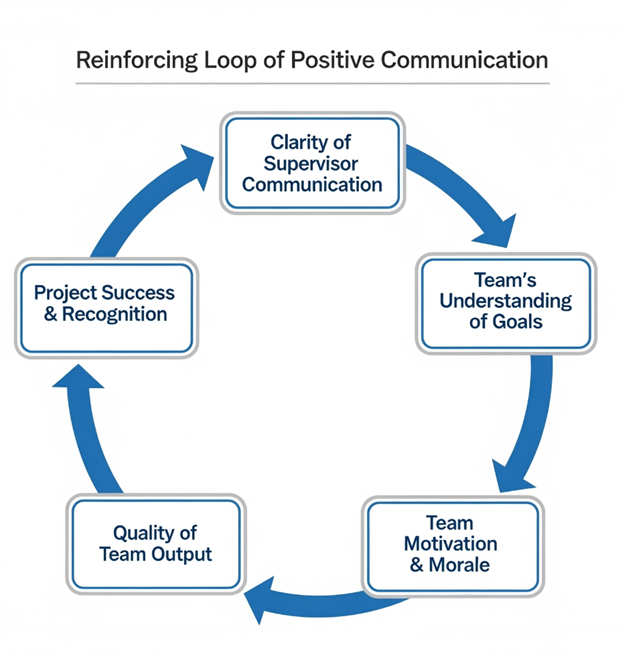 Reinforcing Loop of Positive Communication
Clarity of
Supervisor
Communication
Team’s
Understanding
of Goals
Team
Motivation
& Morale
Quality of
Team Output
Project Success
& Recognition